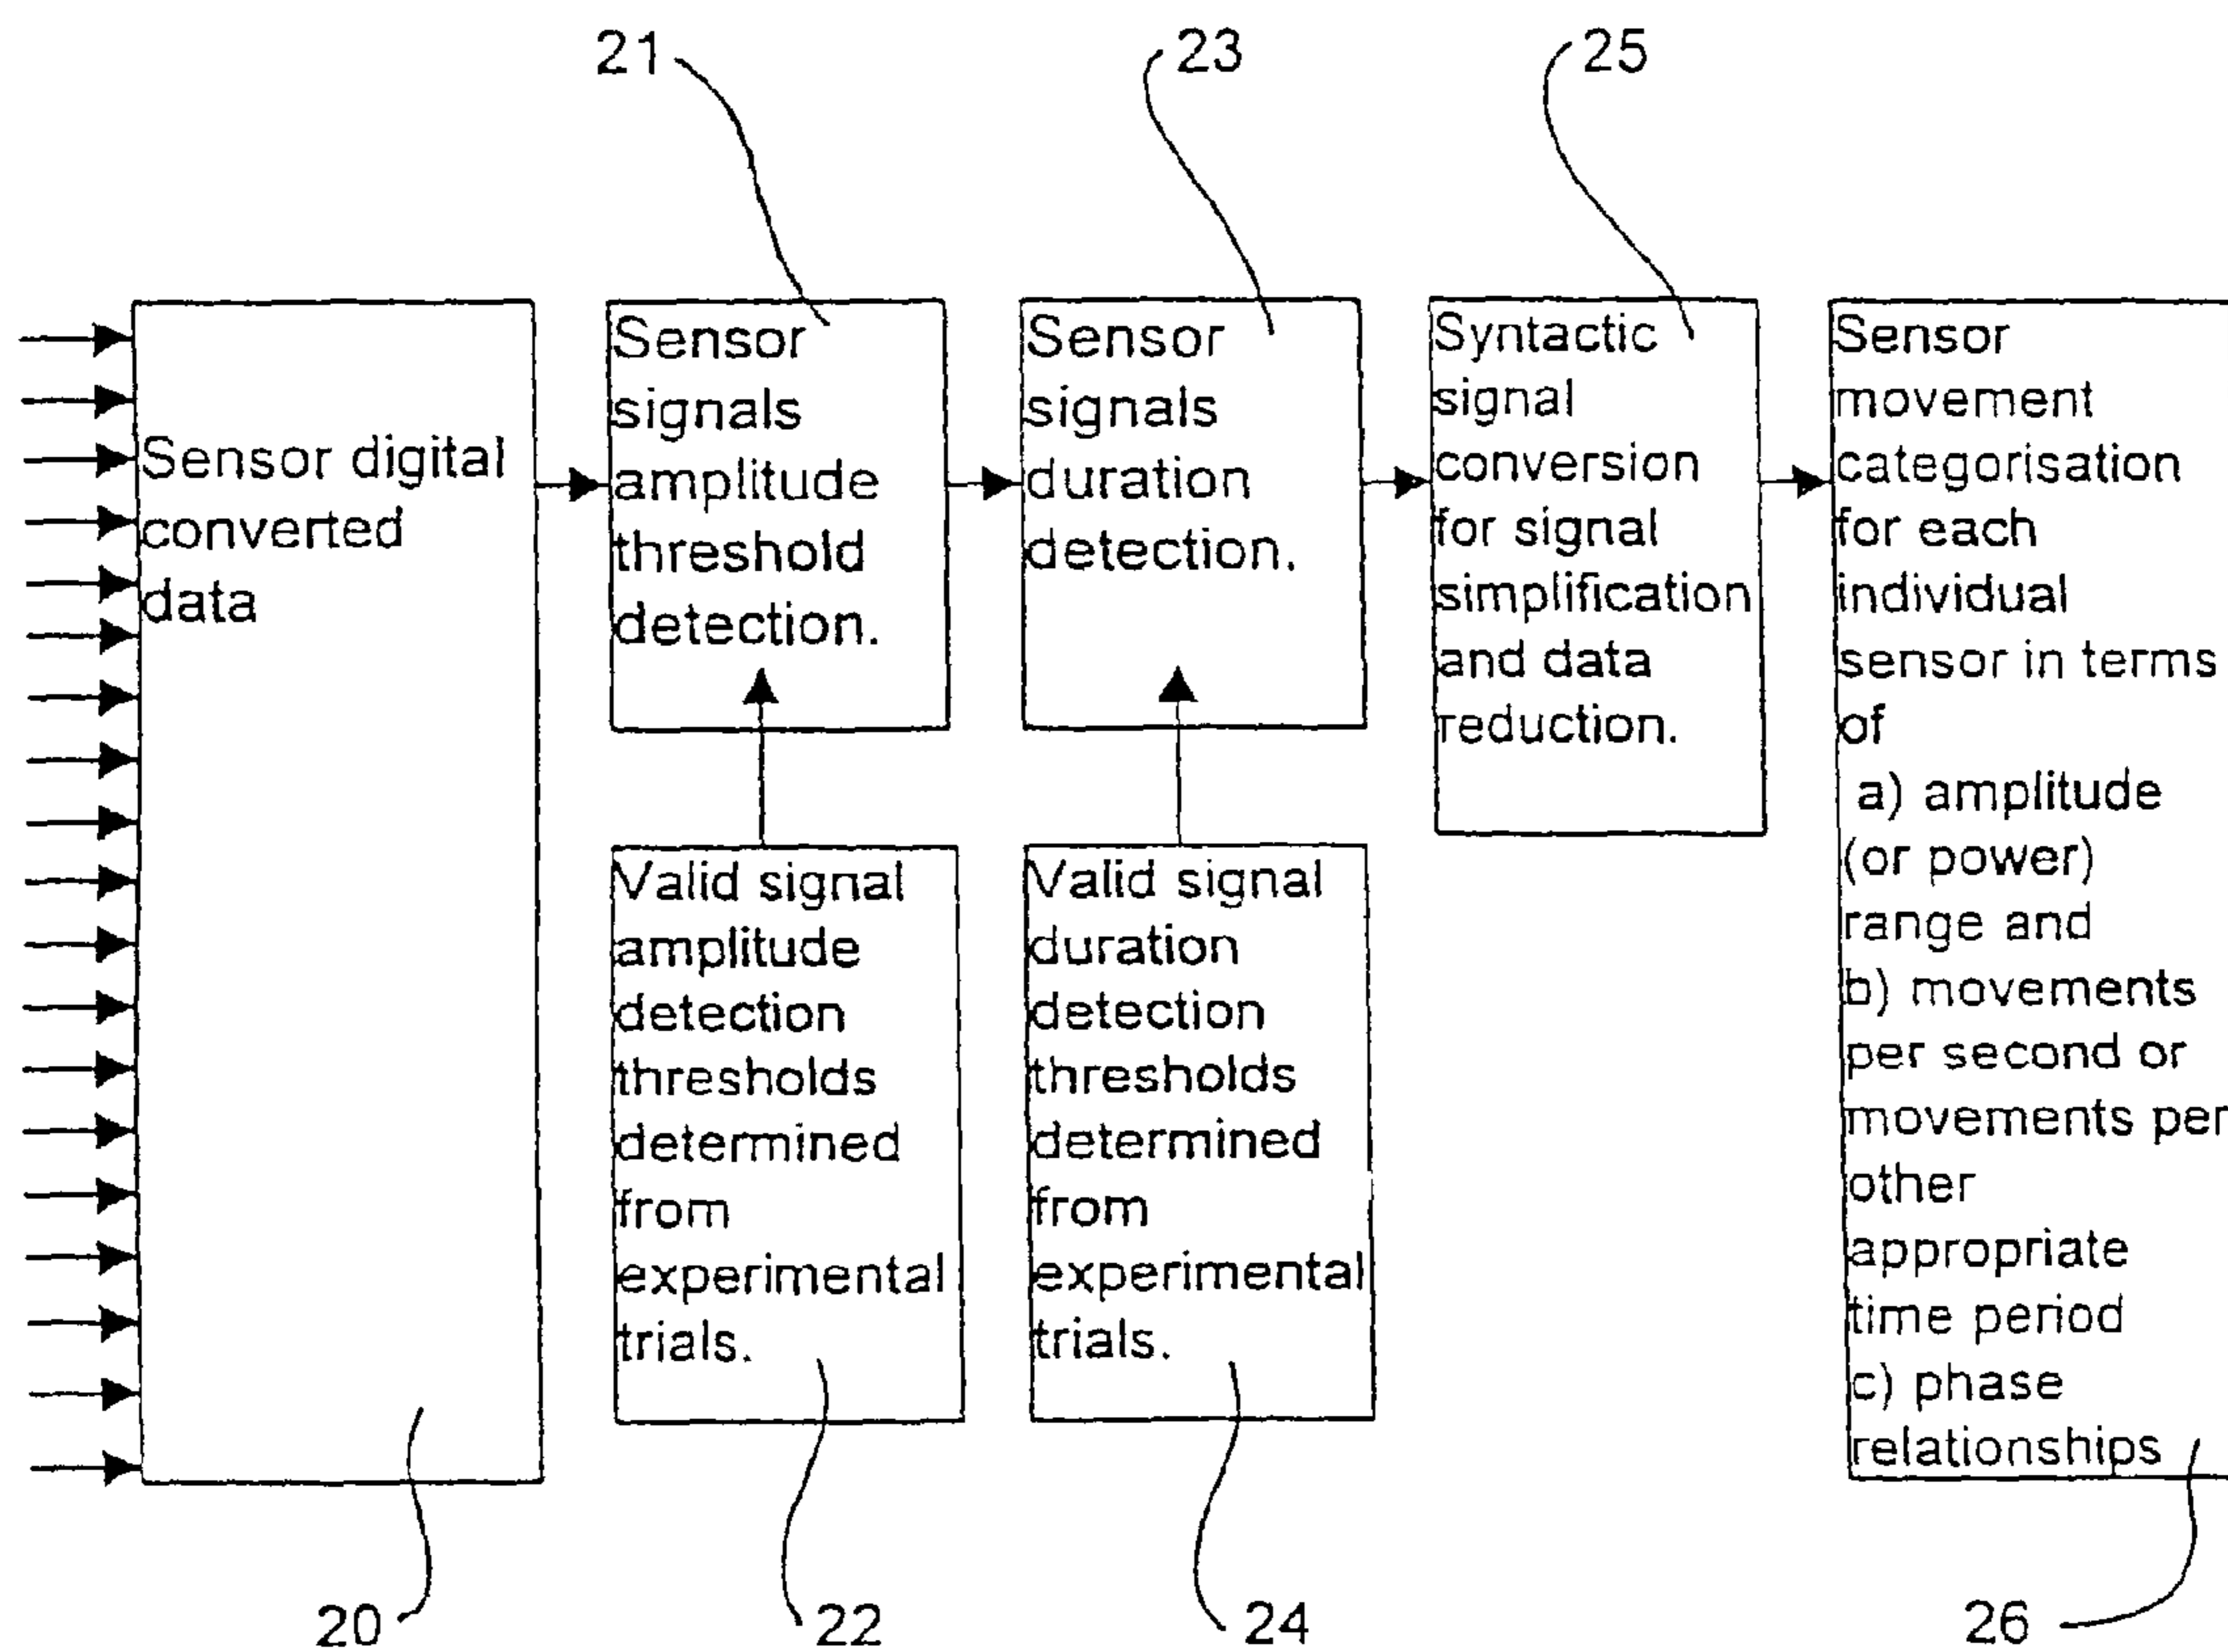 21
23
25
Sensor digital
converted
data
Sensor
signals
amplitude
threshold
detection.
Sensor
signals
duration
detection.
Syntactic
signal
conversion
for signal
simplification
and data
reduction.
Sensor
movement
categorisation
for each
individual
sensor in terms
of
a) amplitude
(or power)
range and
b) movements
per second or
movements per
other
appropriate
time period
c) phase
relationships
Valid signal
amplitude
detection
thresholds
determined
from
experimental
trials.
Valid signal
duration
detection
thresholds
determined
from
experimental
trials.
20
22
24
26